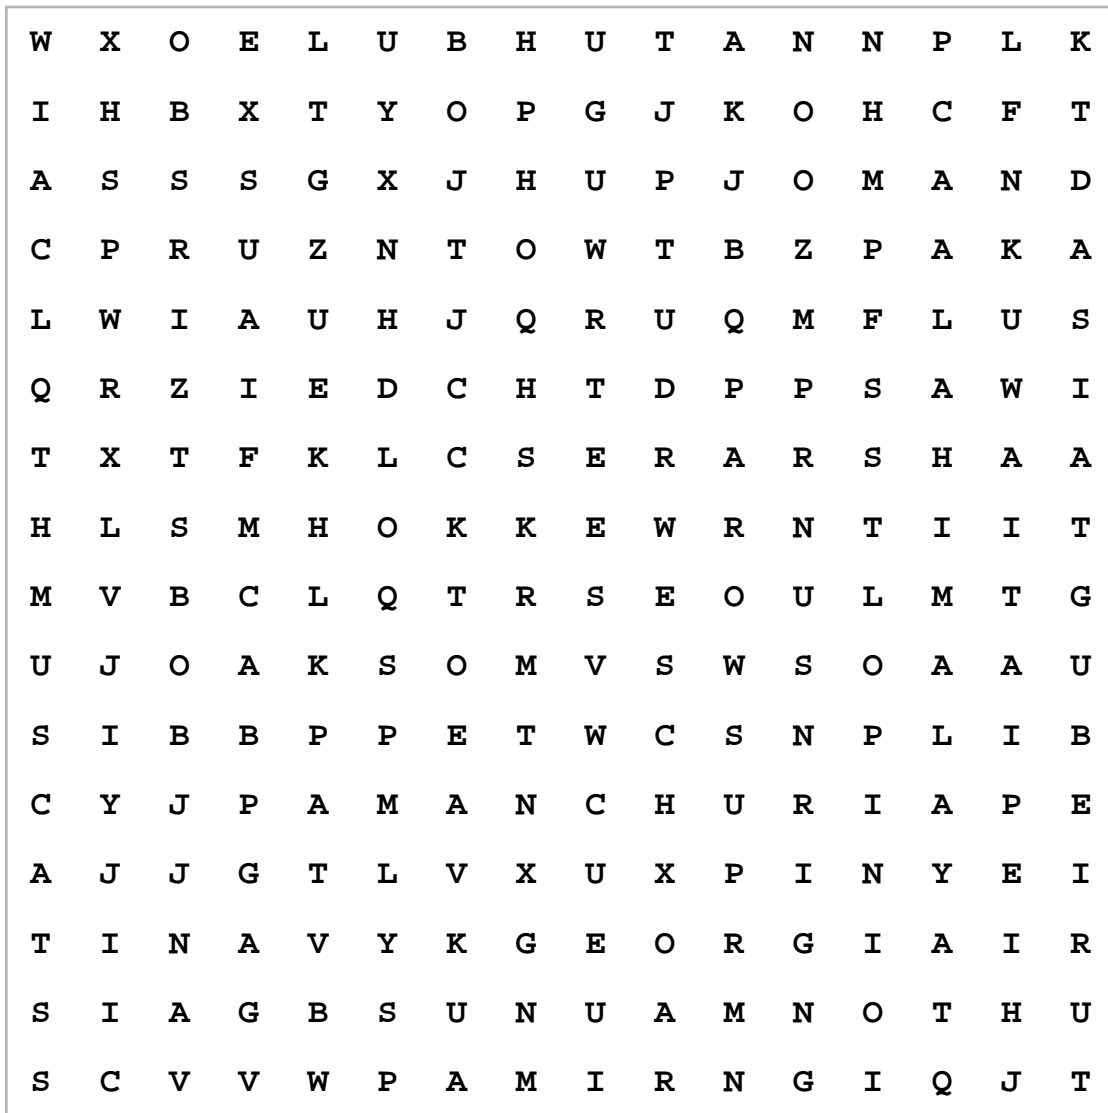 W X O E L U B H U T A N N P L K
I H B X T Y O P G J K O H C F T
A S S S G X J H U P J O M A N D
C P R U Z N T O W T B Z P A K A
L W I A U H J Q R U Q M F L U S
Q R Z I E D C H T D P P S A W I
T X T F K L C S E R A R S H A A
H L S M H O K K E W R N T I I T
M V B C L Q T R S E O U L M T G
U J O A K S O M V S W S O A A U
S I B B P P E T W C S N P L I B
C Y J P A M A N C H U R I A P E
A J J G T L V X U X P I N Y E I
T I N A V Y K G E O R G I A I R
S I A G B S U N U A M N O T H U
S C V V W P A M I R N G I Q J T